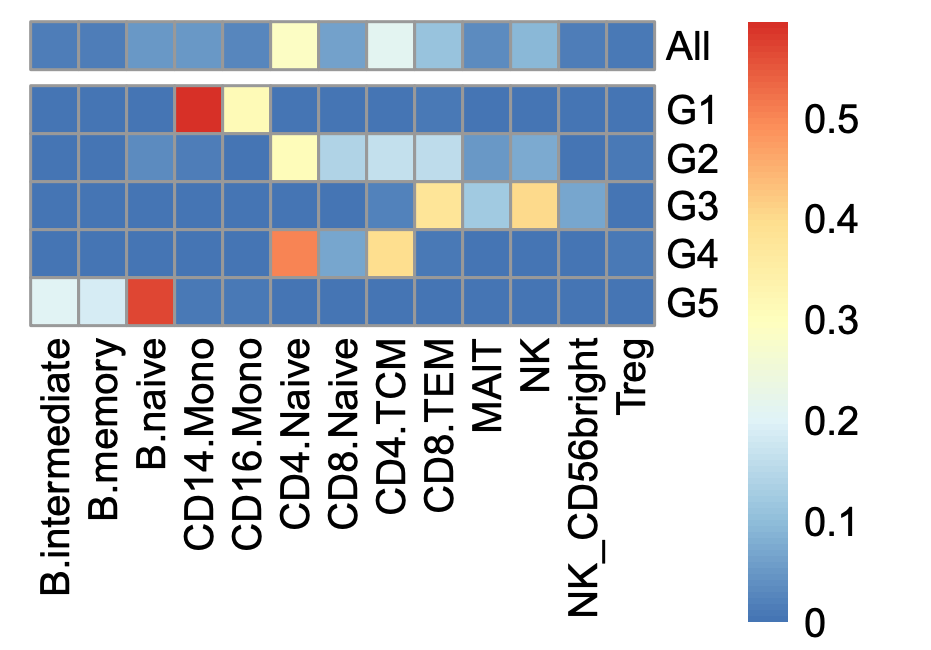 All
G1
G2
G3
G4
G5
B.intermediate
B.memory
B.naive
CD14.Mono
CD16.Mono
CD4.Naive
CD8.Naive
CD4.TCM
CD8.TEM
MAIT
NK
NK_CD56bright
Treg
0.5
0.4
0.3
0.2
0.1
0